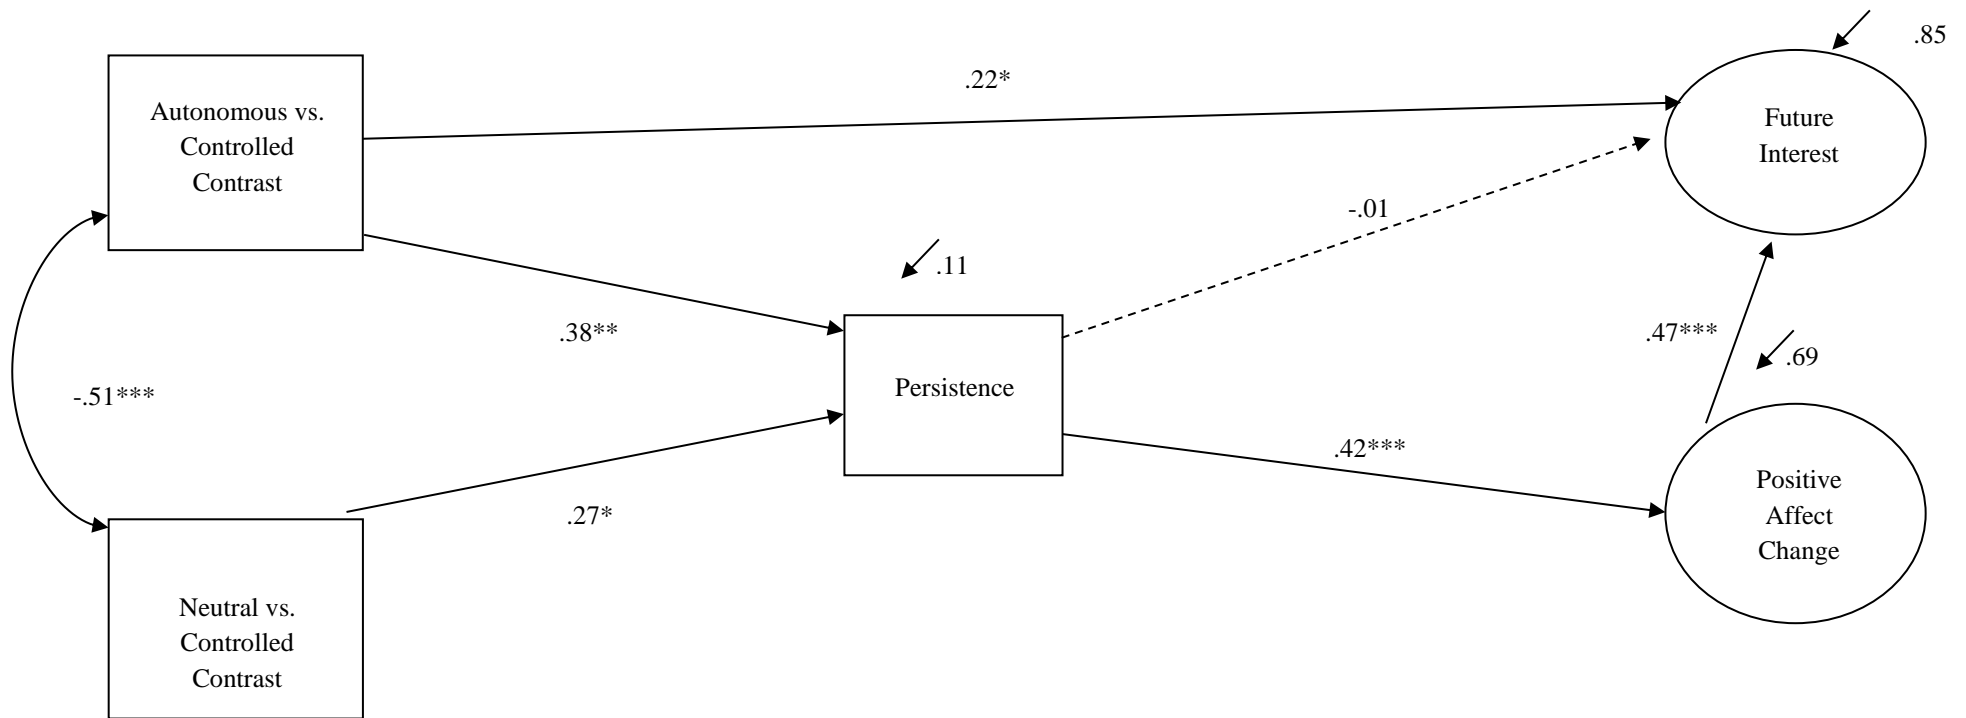 .85
.22*
Autonomous vs.
Controlled
Contrast
Future
Interest
-.01
.11
.38**
.47***
.69
-.51***
Persistence
.42***
.27*
Positive
Affect
Change
Neutral vs.
Controlled
Contrast